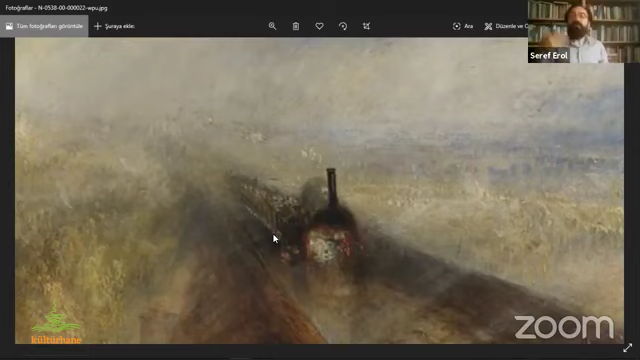 Fotoğraflar - N-0538-00-000022-wpu.jpg
Tüm fotoğrafları görüntüle
Şuraya ekle:
Ara
Düzenle ve
Seref Erol
kültürhane
zoom